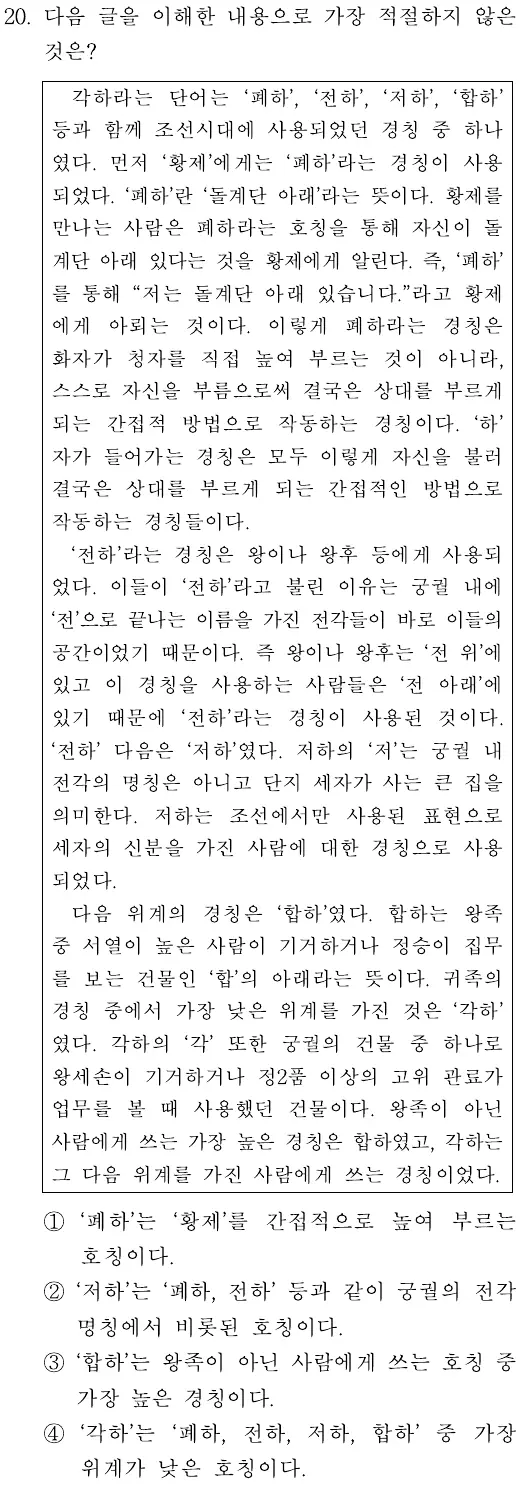 20. 다음 글을 이해한 내용으로 가장 적절하지 않은
것은?
각하라는 단어는 ‘폐하’, ‘전하’, ‘저하’, ‘합하’
등과 함께 조선시대에 사용되었던 경칭 중 하나
였다. 먼저 ‘황제’에게는 ‘폐하’라는 경칭이 사용
되었다. ‘폐하’란 ‘돌계단 아래’라는 뜻이다. 황제를
만나는 사람은 폐하라는 호칭을 통해 자신이 돌
계단 아래 있다는 것을 황제에게 알린다. 즉, ‘폐하’
를 통해 “저는 돌계단 아래 있습니다.”라고 황제
에게 아뢰는 것이다. 이렇게 폐하라는 경칭은
화자가 청자를 직접 높여 부르는 것이 아니라,
스스로 자신을 부름으로써 결국은 상대를 부르게
되는 간접적 방법으로 작동하는 경칭이다. ‘하’
자가 들어가는 경칭은 모두 이렇게 자신을 불러
결국은 상대를 부르게 되는 간접적인 방법으로
작동하는 경칭들이다.
‘전하’라는 경칭은 왕이나 왕후 등에게 사용되
었다. 이들이 ‘전하’라고 불린 이유는 궁궐 내에
‘전’으로 끝나는 이름을 가진 전각들이 바로 이들의
공간이었기 때문이다. 즉 왕이나 왕후는 ‘전 위’에
있고 이 경칭을 사용하는 사람들은 ‘전 아래’에
있기 때문에 ‘전하’라는 경칭이 사용된 것이다.
‘전하’ 다음은 ‘저하’였다. 저하의 ‘저’는 궁궐 내
전각의 명칭은 아니고 단지 세자가 사는 큰 집을
의미한다. 저하는 조선에서만 사용된 표현으로
세자의 신분을 가진 사람에 대한 경칭으로 사용
되었다.
다음 위계의 경칭은 ‘합하’였다. 합하는 왕족
중 서열이 높은 사람이 기거하거나 정승이 집무
를 보는 건물인 ‘합’의 아래라는 뜻이다. 귀족의
경칭 중에서 가장 낮은 위계를 가진 것은 ‘각하’
였다. 각하의 ‘각’ 또한 궁궐의 건물 중 하나로
왕세손이 기거하거나 정2품 이상의 고위 관료가
업무를 볼 때 사용했던 건물이다. 왕족이 아닌
사람에게 쓰는 가장 높은 경칭은 합하였고, 각하는
그 다음 위계를 가진 사람에게 쓰는 경칭이었다.
① ‘폐하’는 ‘황제’를 간접적으로 높여 부르는
호칭이다.
② ‘저하’는 ‘폐하, 전하’ 등과 같이 궁궐의 전각
명칭에서 비롯된 호칭이다.
③ ‘합하’는 왕족이 아닌 사람에게 쓰는 호칭 중
가장 높은 경칭이다.
④ ‘각하’는 ‘폐하, 전하, 저하, 합하’ 중 가장
위계가 낮은 호칭이다.